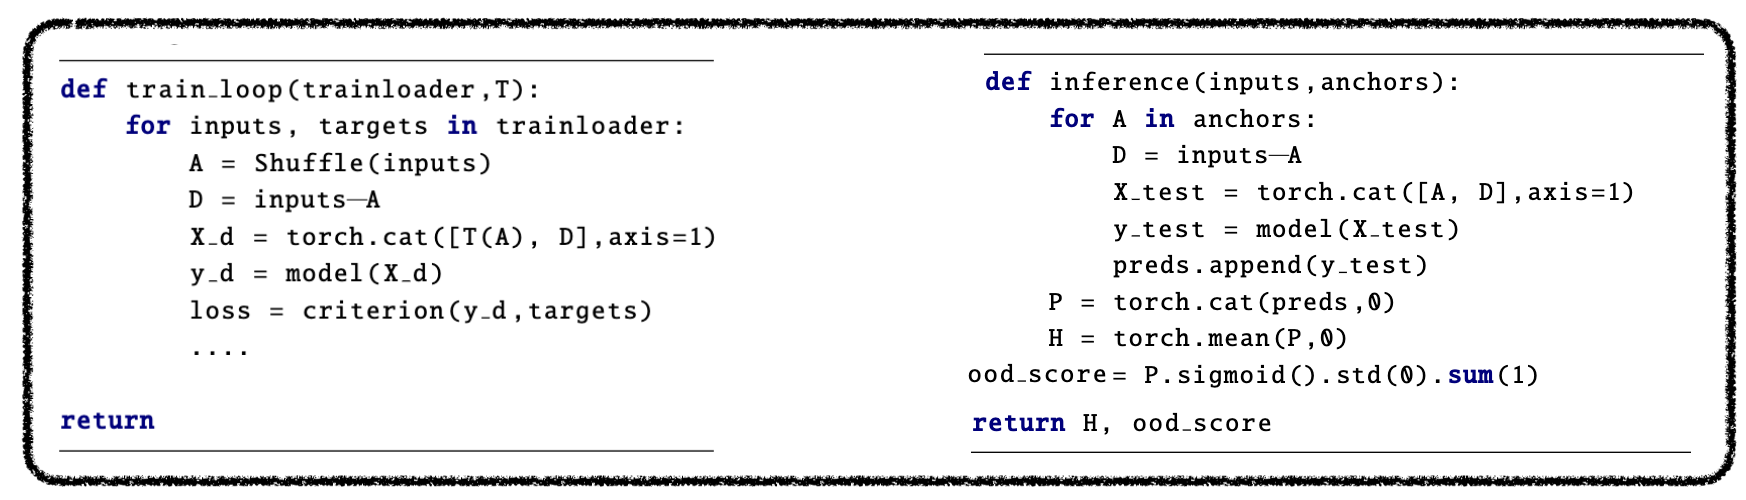 def train_loop(trainloader,T):
    for inputs, targets in trainloader:
        A = Shuffle(inputs)
        D = inputs—A
        X_d = torch.cat([T(A), D],axis=1)
        y_d = model(X_d)
        loss = criterion(y_d,targets)
        ....
return
def inference(inputs,anchors):
    for A in anchors:
        D = inputs—A
        X_test = torch.cat([A, D],axis=1)
        y_test = model(X_test)
        preds.append(y_test)
    P = torch.cat(preds,0)
    H = torch.mean(P,0)
ood_score= P.sigmoid().std(0).sum(1)
return H, ood_score